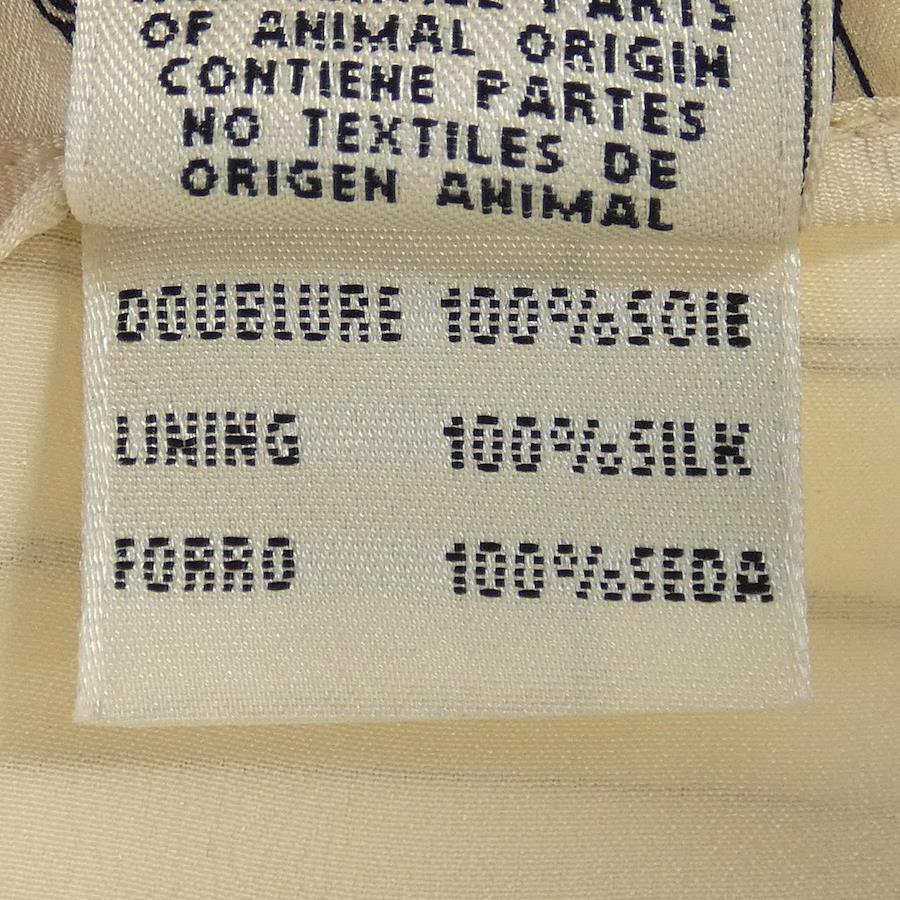 PARTS
OF ANIMAL ORIGIN
CONTIENE PARTES
NO TEXTILES DE
ORIGEN ANIMAL
DOUBLURE 100%SOIE
LINING 100%SILK
FORRO 100%SEDA